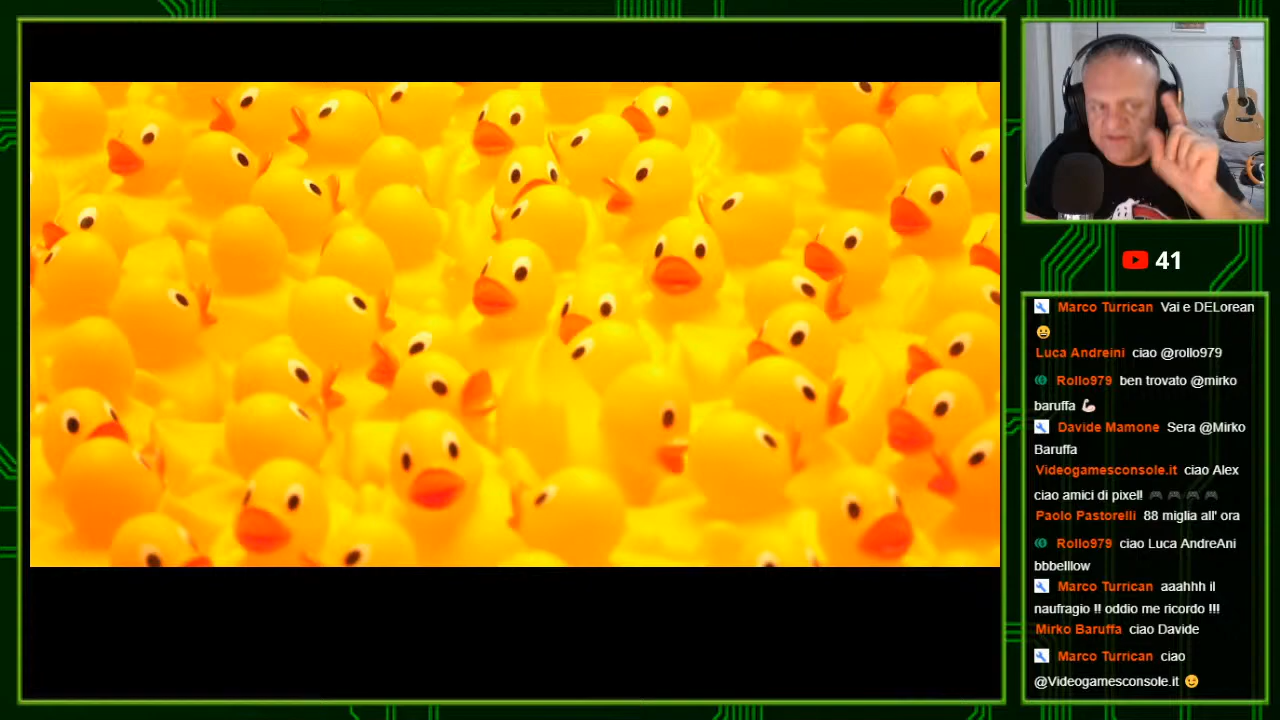 41
Marco Turrican Vai e DELorean
Luca Andreini ciao @rollo979
Rollo979 ben trovato @mirko
baruffa
Davide Mamone Sera @Mirko
Baruffa
Videogamesconsole.it ciao Alex
ciao amici di pixel!
Paolo Pastorelli 88 miglia all' ora
Rollo979 ciao Luca AndreAni
bbbelllow
Marco Turrican aaahhh il
naufragio !! oddio me ricordo !!!
Mirko Baruffa ciao Davide
Marco Turrican ciao
@Videogamesconsole.it